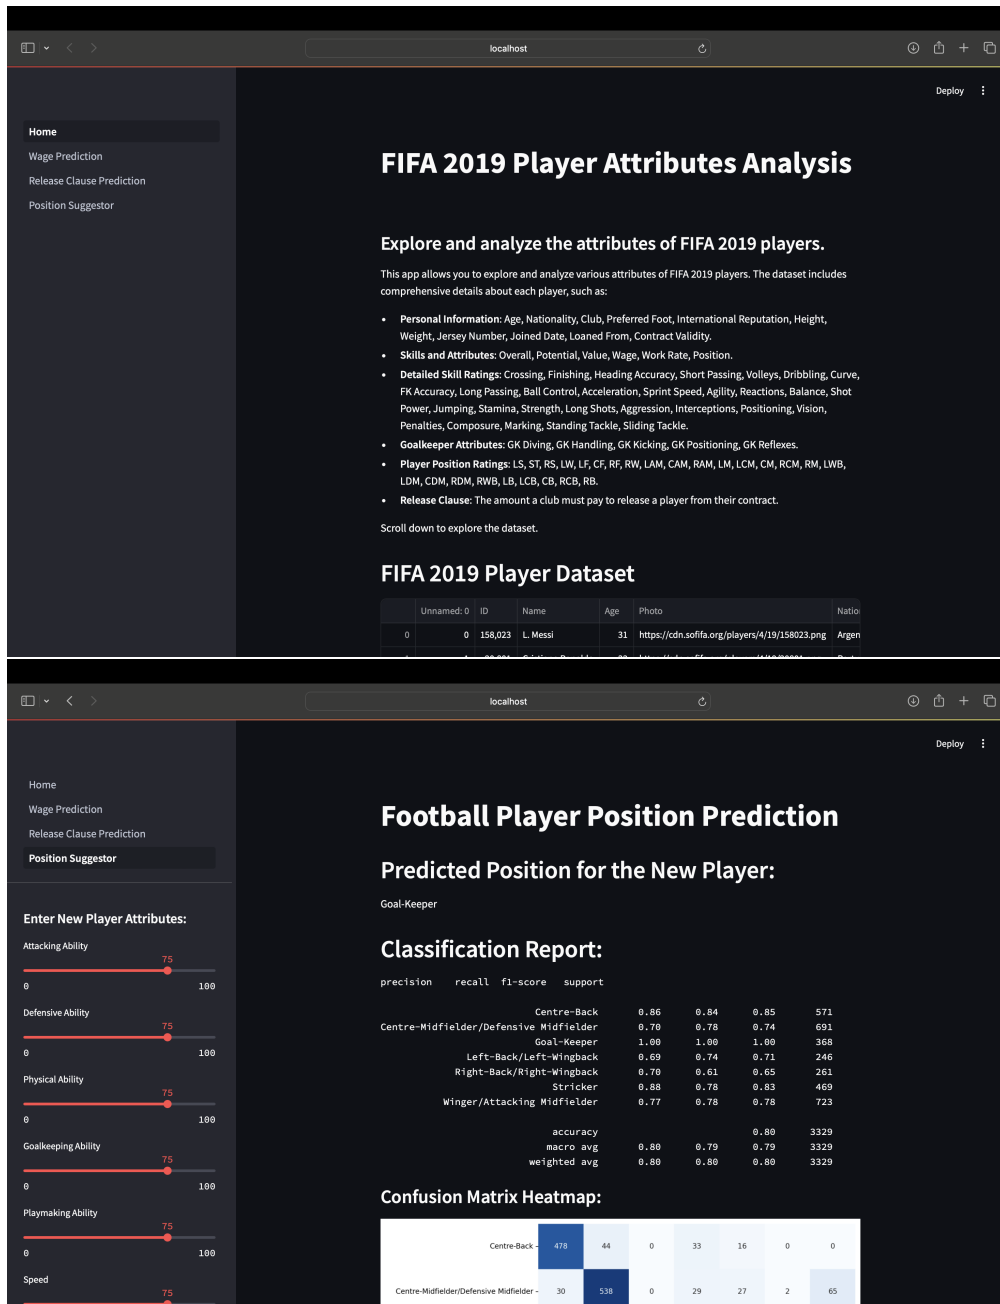 localhost
Deploy
Home
Wage Prediction
Release Clause Prediction
Position Suggestor
FIFA 2019 Player Attributes Analysis
Explore and analyze the attributes of FIFA 2019 players.
This app allows you to explore and analyze various attributes of FIFA 2019 players. The dataset includes
comprehensive details about each player, such as:
• Personal Information: Age, Nationality, Club, Preferred Foot, International Reputation, Height,
Weight, Jersey Number, Joined Date, Loaned From, Contract Validity.
• Skills and Attributes: Overall, Potential, Value, Wage, Work Rate, Position.
• Detailed Skill Ratings: Crossing, Finishing, Heading Accuracy, Short Passing, Volleys, Dribbling, Curve,
FK Accuracy, Long Passing, Ball Control, Acceleration, Sprint Speed, Agility, Reactions, Balance, Shot
Power, Jumping, Stamina, Strength, Long Shots, Aggression, Interceptions, Positioning, Vision,
Penalties, Composure, Marking, Standing Tackle, Sliding Tackle.
• Goalkeeper Attributes: GK Diving, GK Handling, GK Kicking, GK Positioning, GK Reflexes.
• Player Position Ratings: LS, ST, RS, LW, LF, CF, RF, RW, LAM, CAM, RAM, LM, LCM, CM, RCM, RM, LWB,
LDM, CDM, RDM, RWB, LB, LCB, CB, RCB, RB.
• Release Clause: The amount a club must pay to release a player from their contract.
Scroll down to explore the dataset.
FIFA 2019 Player Dataset
Unnamed: 0 ID Name Age Photo Natio
0 0 158,023 L. Messi 31 https://cdn.sofifa.org/players/4/19/158023.png Argen
localhost
Deploy
Home
Wage Prediction
Release Clause Prediction
Position Suggestor
Enter New Player Attributes:
Attacking Ability
75
0 100
Defensive Ability
75
0 100
Physical Ability
75
0 100
Goalkeeping Ability
75
0 100
Playmaking Ability
75
0 100
Speed
75
Football Player Position Prediction
Predicted Position for the New Player:
Goal-Keeper
Classification Report:
precision recall f1-score support
Centre-Back 0.86 0.84 0.85 571
Centre-Midfielder/Defensive Midfielder 0.70 0.78 0.74 691
Goal-Keeper 1.00 1.00 1.00 368
Left-Back/Left-Wingback 0.69 0.74 0.71 246
Right-Back/Right-Wingback 0.70 0.61 0.65 261
Stricker 0.88 0.78 0.83 469
Winger/Attacking Midfielder 0.77 0.78 0.78 723
accuracy 0.80 3329
macro avg 0.80 0.79 0.79 3329
weighted avg 0.80 0.80 0.80 3329
Confusion Matrix Heatmap:
Centre-Back 478 44 0 33 16 0 0
Centre-Midfielder/Defensive Midfielder 30 538 0 29 27 2 65